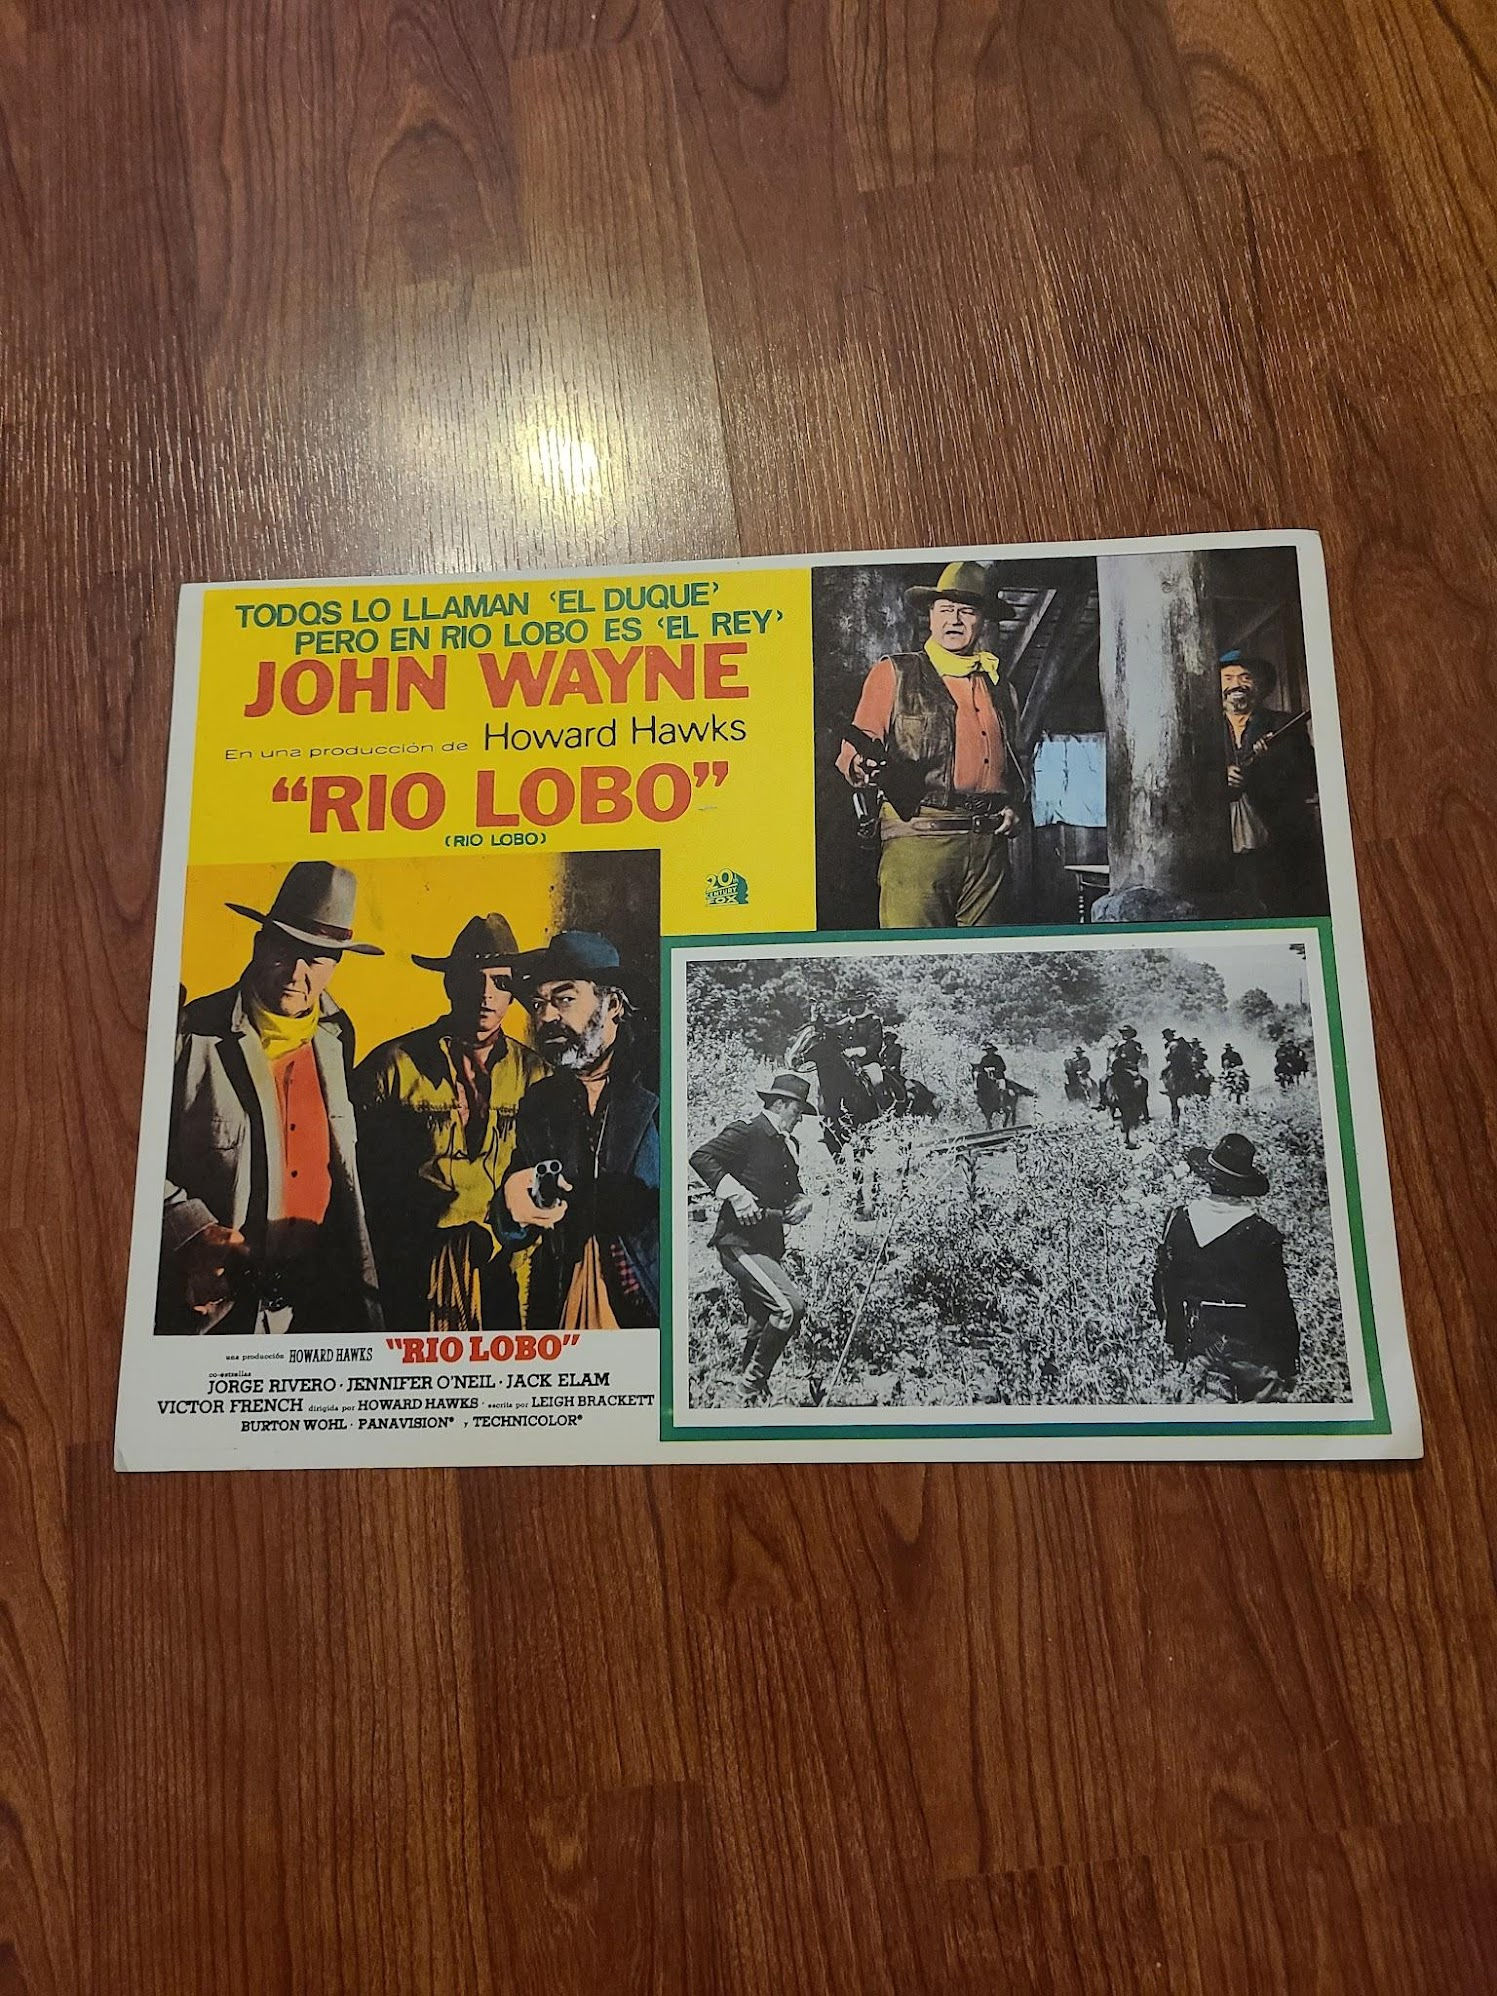 TODOS LO LLAMAN 'EL DUQUE'
PERO EN RIO LOBO ES 'EL REY'
JOHN WAYNE
En una producción de Howard Hawks
"RIO LOBO"
(RIO LOBO)
20th
CENTURY
FOX
una producción HOWARD HAWKS "RIO LOBO"
co-estrellas
JORGE RIVERO · JENNIFER O'NEIL · JACK ELAM
VICTOR FRENCH dirigida por HOWARD HAWKS · escrita por LEIGH BRACKETT
BURTON WOHL · PANAVISION® y TECHNICOLOR®